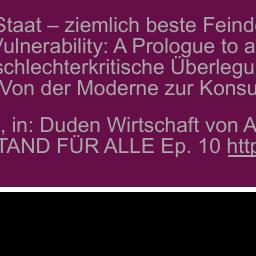 Staat – ziemlich beste Feinde
Vulnerability: A Prologue to a
schlechterkritische Überlegu
Von der Moderne zur Konsu
, in: Duden Wirtschaft von A
TAND FÜR ALLE Ep. 10 http